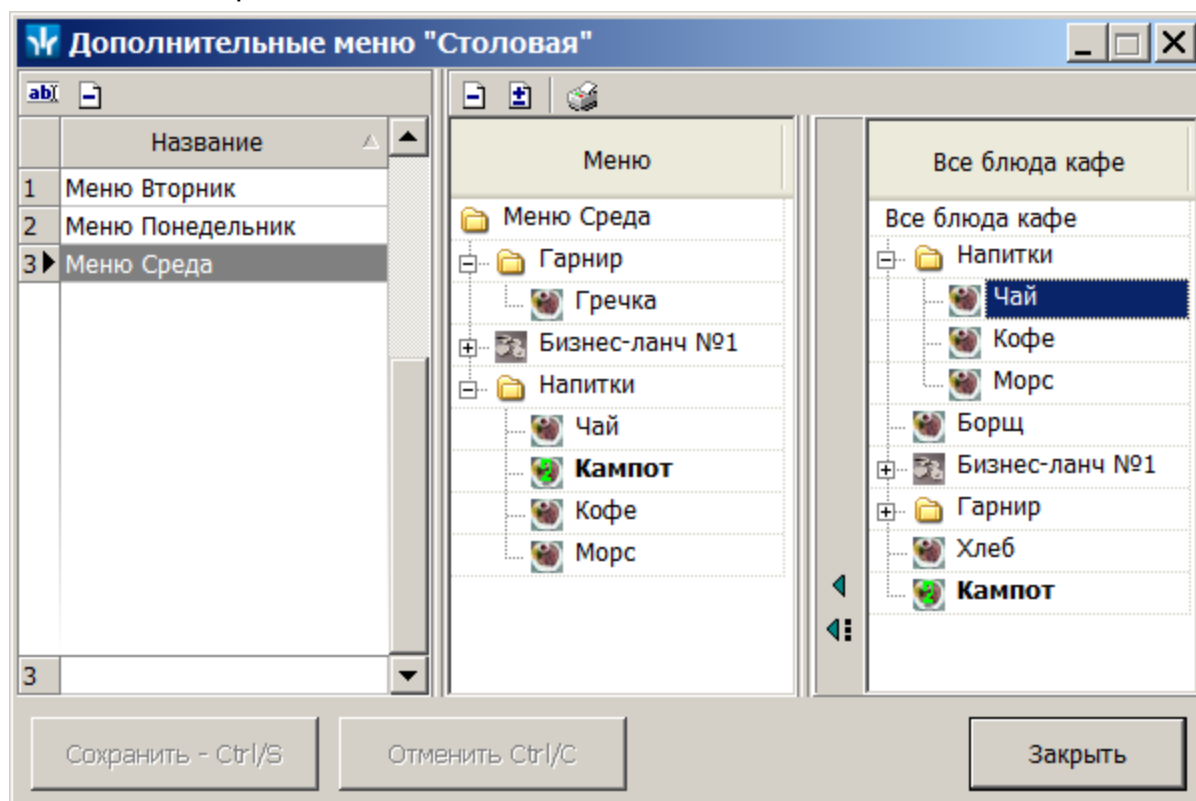 Дополнительные меню "Столовая"
ab
Название
1 Меню Вторник
2 Меню Понедельник
3 Меню Среда
3
Меню
Меню Среда
Гарнир
Гречка
Бизнес-ланч №1
Напитки
Чай
Кампот
Кофе
Морс
Все блюда кафе
Все блюда кафе
Напитки
Чай
Кофе
Морс
Борщ
Бизнес-ланч №1
Гарнир
Хлеб
Кампот
Сохранить - Ctrl/S
Отменить Ctrl/C
Закрыть